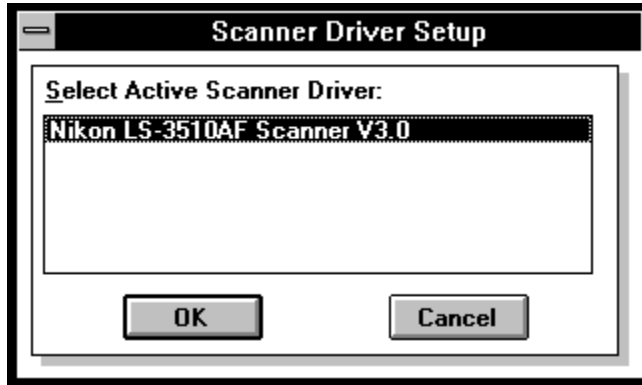 Scanner Driver Setup
Select Active Scanner Driver:
Nikon LS-3510AF Scanner V3.0
OK Cancel